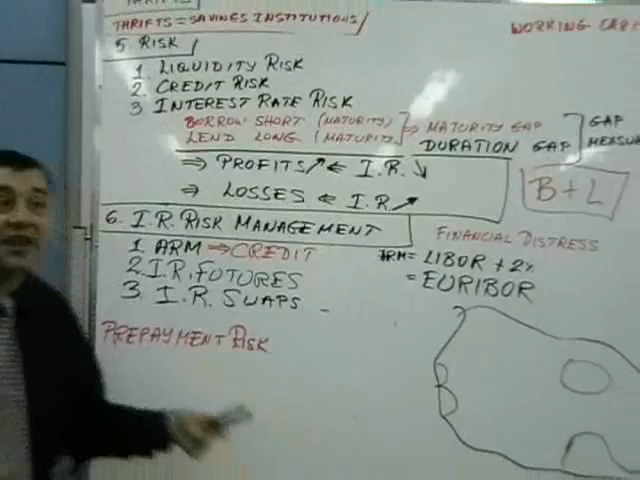 THRIFTS
THRIFTS = SAVINGS INSTITUTIONS
WORKING CAP
5. RISK
1. LIQUIDITY RISK
2. CREDIT RISK
3 INTEREST RATE RISK
BORROW SHORT (MATURITY)
LEND LONG (MATURITY)
⇒ MATURITY GAP
DURATION GAP
GAP
MEASU
⇒ PROFITS ↗ ⇐ I.R. ↘
⇒ LOSSES ⇐ I.R. ↗
B + L
6. I.R. RISK MANAGEMENT
FINANCIAL DISTRESS
1. ARM ⇒ CREDIT
ARM = LIBOR + 2%
2. I.R. FUTURES
= EURIBOR
3. I.R. SWAPS
PREPAYMENT RISK